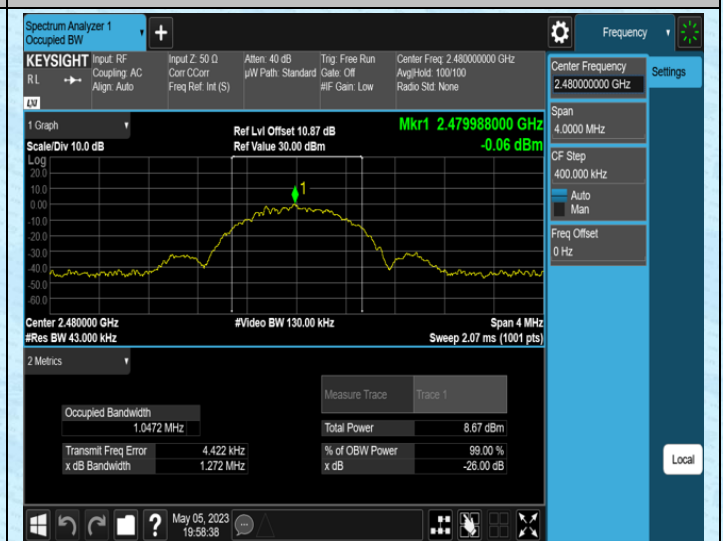 Spectrum Analyzer 1
Occupied BW
Frequency
KEYSIGHT
R L
LXI
Input: RF
Coupling: AC
Align: Auto
Input Z: 50 Ω
Corr CCorr
Freq Ref: Int (S)
Atten: 40 dB
µW Path: Standard
Trig: Free Run
Gate: Off
#IF Gain: Low
Center Freq: 2.480000000 GHz
Avg|Hold: 100/100
Radio Std: None
Center Frequency
2.480000000 GHz
Settings
Span
4.0000 MHz
CF Step
400.000 kHz
Auto
Man
Freq Offset
0 Hz
Local
1 Graph
Scale/Div 10.0 dB
Ref Lvl Offset 10.87 dB
Ref Value 30.00 dBm
Mkr1 2.479988000 GHz
-0.06 dBm
Log
20.0
10.0
0.00
-10.0
-20.0
-30.0
-40.0
-50.0
-60.0
1
Center 2.480000 GHz
#Video BW 130.00 kHz
Span 4 MHz
#Res BW 43.000 kHz
Sweep 2.07 ms (1001 pts)
2 Metrics
Measure Trace
Trace 1
Occupied Bandwidth
1.0472 MHz
Total Power
8.67 dBm
Transmit Freq Error
4.422 kHz
% of OBW Power
99.00 %
x dB Bandwidth
1.272 MHz
x dB
-26.00 dB
?
May 05, 2023
19:58:38